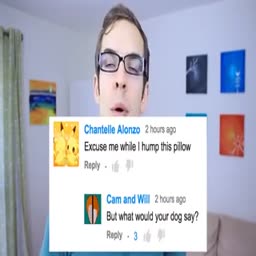 Chantelle Alonzo 2 hours ago
Excuse me while I hump this pillow
Reply -
Cam and Will 2 hours ago
But what would your dog say?
Reply - 3